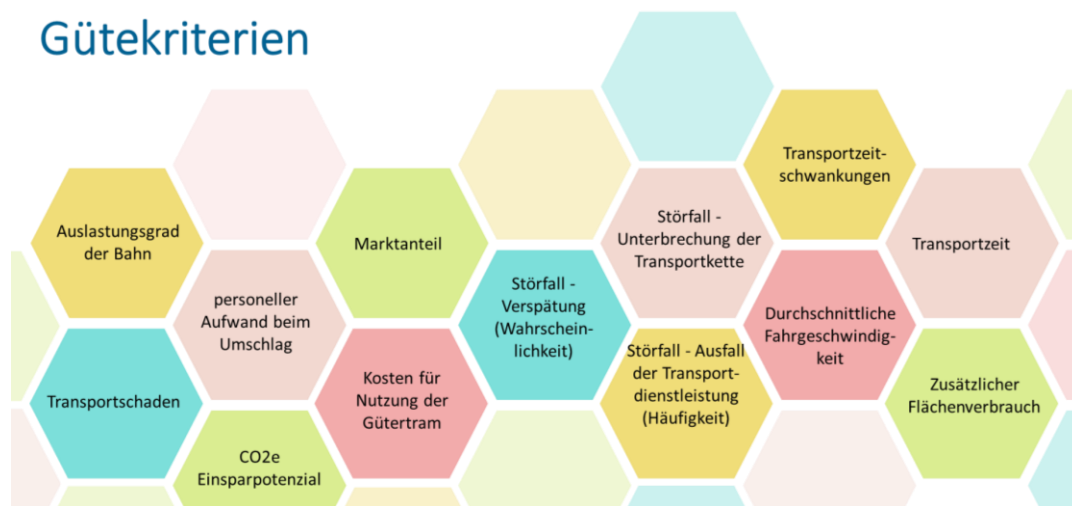 Gütekriterien
Auslastungsgrad
der Bahn
Transportschaden
personeller
Aufwand beim
Umschlag
CO2e
Einsparpotenzial
Marktanteil
Kosten für
Nutzung der
Gütertram
Störfall -
Verspätung
(Wahrschein-
lichkeit)
Störfall -
Unterbrechung der
Transportkette
Störfall - Ausfall
der Transport-
dienstleistung
(Häufigkeit)
Transportzeit-
schwankungen
Durchschnittliche
Fahrgeschwindig-
keit
Transportzeit
Zusätzlicher
Flächenverbrauch